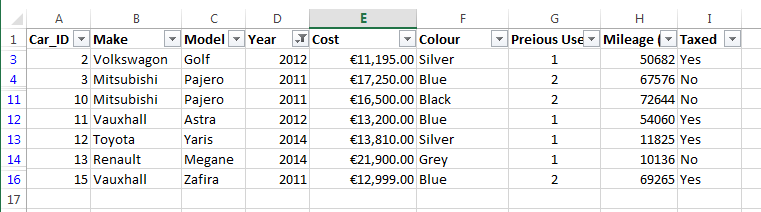 A B C D E F G H I
1 Car_ID Make Model Year Cost Colour Preious Use Mileage ( Taxed
3 2 Volkswagon Golf 2012 €11,195.00 Silver 1 50682 Yes
4 3 Mitsubishi Pajero 2011 €17,250.00 Blue 2 67576 No
11 10 Mitsubishi Pajero 2011 €16,500.00 Black 2 72644 No
12 11 Vauxhall Astra 2012 €13,200.00 Blue 1 54060 Yes
13 12 Toyota Yaris 2014 €13,810.00 Silver 1 11825 Yes
14 13 Renault Megane 2014 €21,900.00 Grey 1 10136 No
16 15 Vauxhall Zafira 2011 €12,999.00 Blue 2 69265 Yes
17